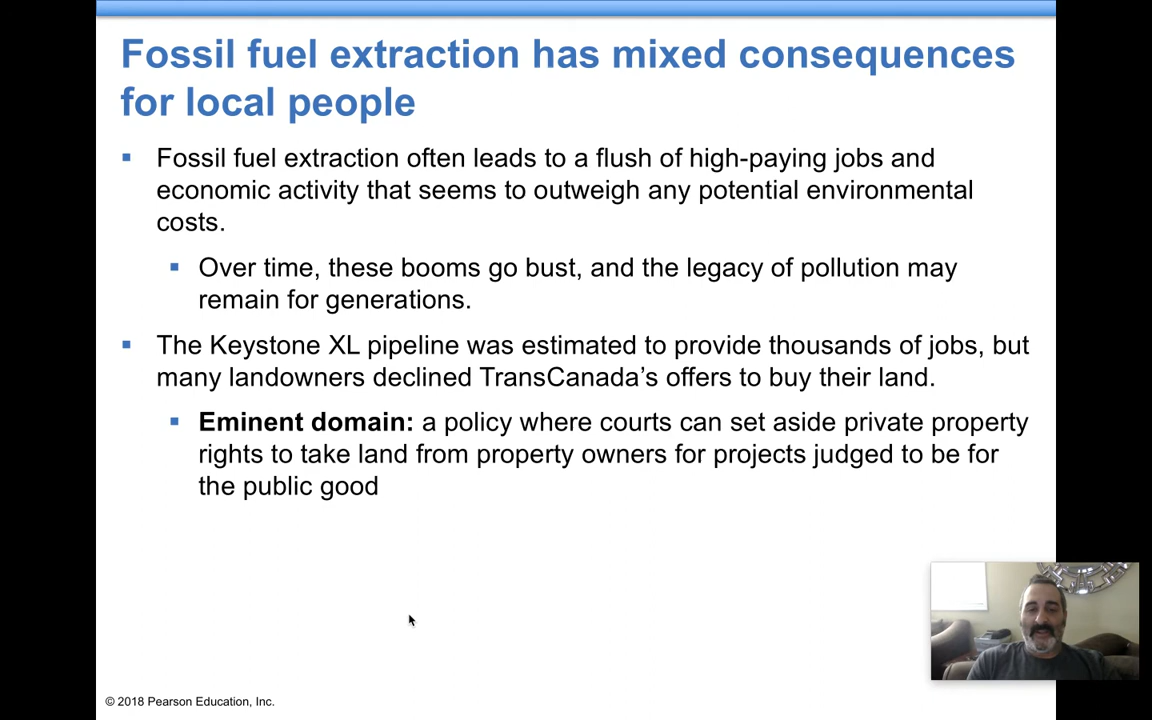 Fossil fuel extraction has mixed consequences
for local people
▪ Fossil fuel extraction often leads to a flush of high-paying jobs and
economic activity that seems to outweigh any potential environmental
costs.
▪ Over time, these booms go bust, and the legacy of pollution may
remain for generations.
▪ The Keystone XL pipeline was estimated to provide thousands of jobs, but
many landowners declined TransCanada’s offers to buy their land.
▪ Eminent domain: a policy where courts can set aside private property
rights to take land from property owners for projects judged to be for
the public good
© 2018 Pearson Education, Inc.